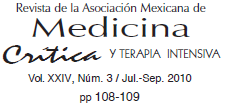 Revista de la Asociación Mexicana de
Medicina
Crítica Y TERAPIA INTENSIVA
Vol. XXIV, Núm. 3 / Jul.-Sep. 2010
pp 108-109